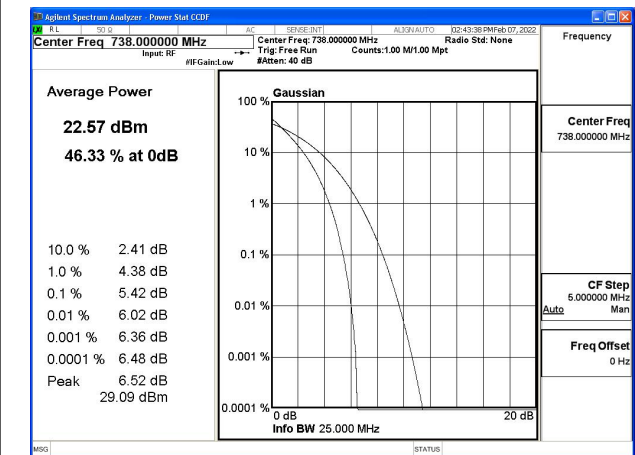 Agilent Spectrum Analyzer - Power Stat CCDF
RL 50 Ω AC SENSE:INT ALIGN AUTO 02:43:38 PM Feb 07, 2022
Center Freq 738.000000 MHz
Input: RF
#IFGain:Low
Center Freq: 738.000000 MHz
Trig: Free Run
#Atten: 40 dB
Counts:1.00 M/1.00 Mpt
Radio Std: None
Frequency
Average Power
22.57 dBm
46.33 % at 0dB
10.0 % 2.41 dB
1.0 % 4.38 dB
0.1 % 5.42 dB
0.01 % 6.02 dB
0.001 % 6.36 dB
0.0001 % 6.48 dB
Peak 6.52 dB
29.09 dBm
Gaussian
100 %
10 %
1 %
0.1 %
0.01 %
0.001 %
0.0001 %
0 dB 20 dB
Info BW 25.000 MHz
Center Freq
738.000000 MHz
CF Step
5.000000 MHz
Auto Man
Freq Offset
0 Hz
MSG STATUS